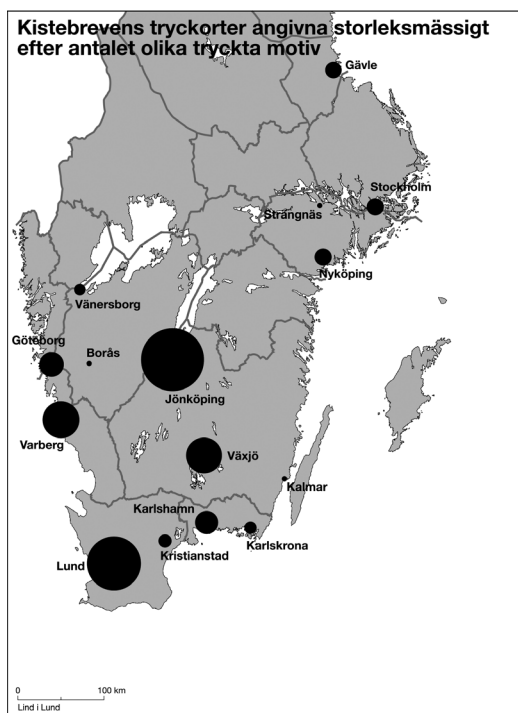 Kistebrevens tryckorter angivna storleksmässigt
efter antalet olika tryckta motiv
Gävle
Stockholm
Strängnäs
Nyköping
Vänersborg
Göteborg
Borås
Jönköping
Varberg
Växjö
Kalmar
Karlshamn
Karlskrona
Kristianstad
Lund
0 100 km
Lind i Lund